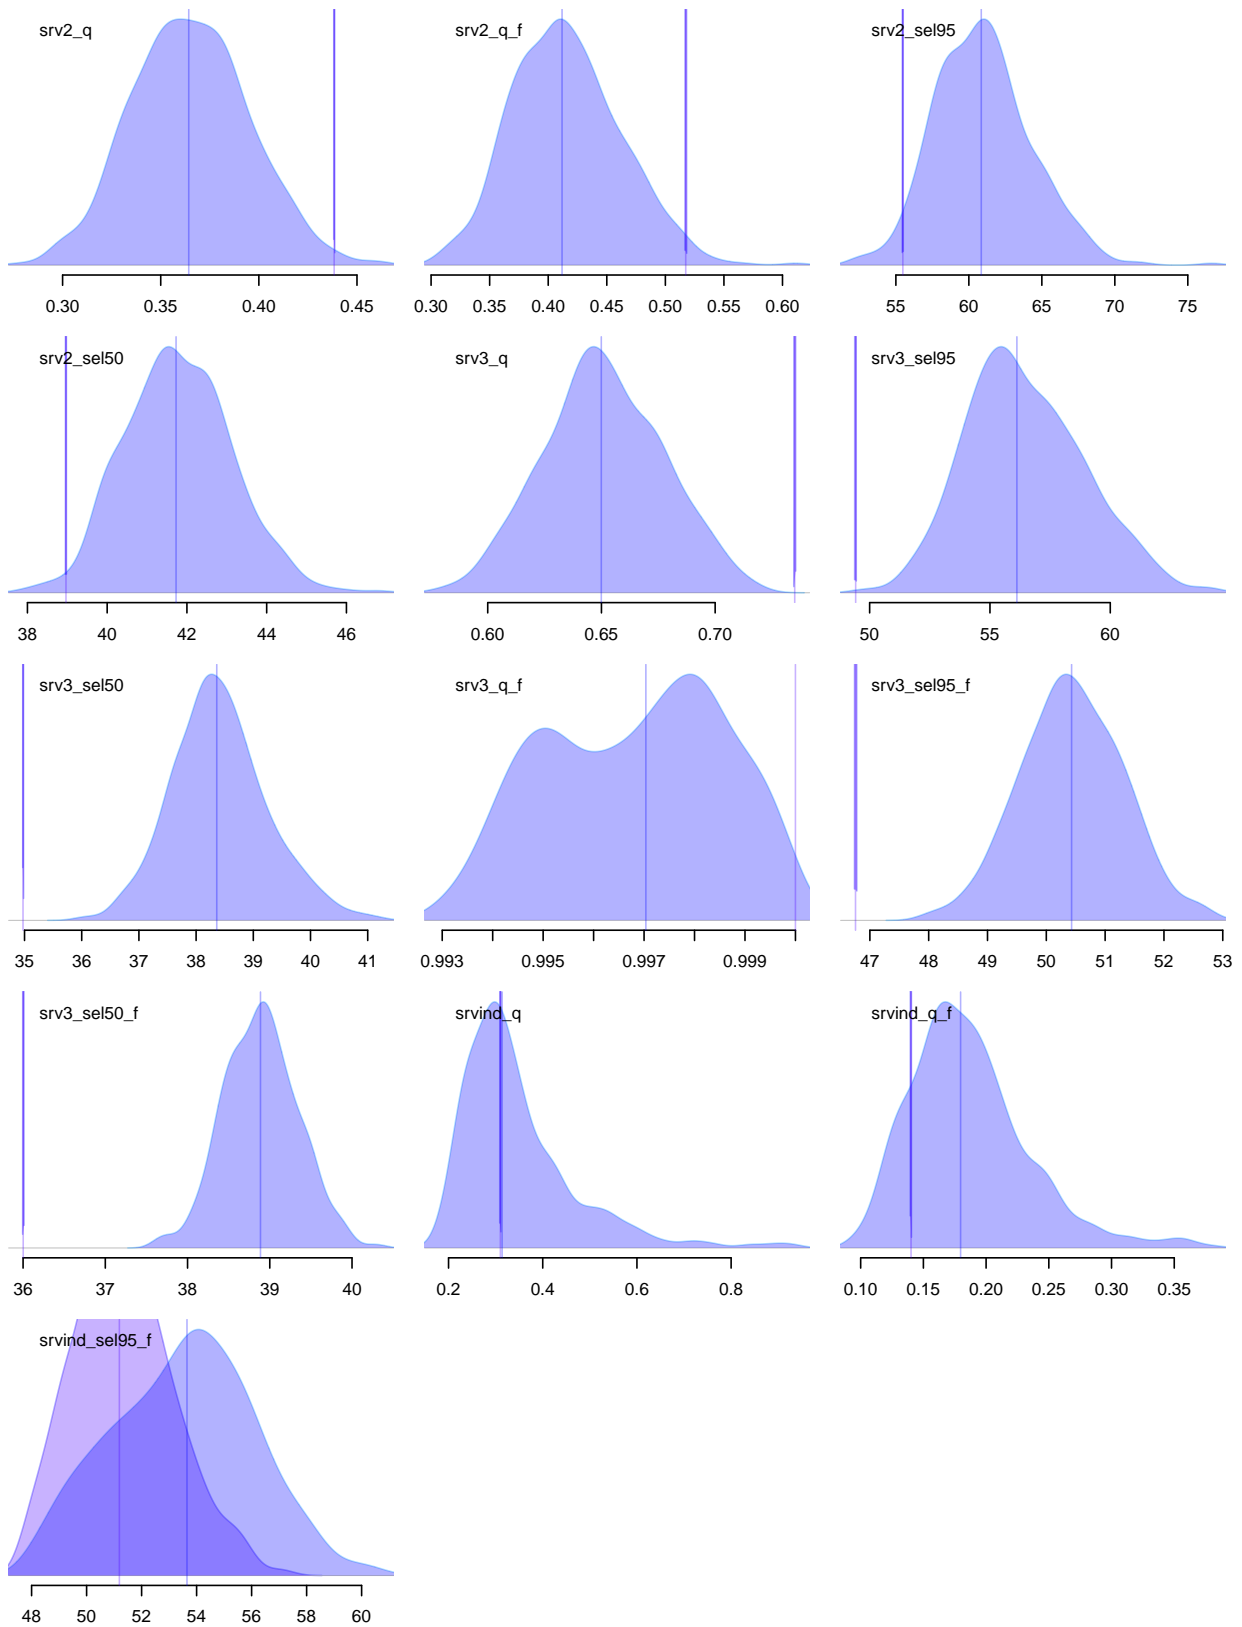 srv2_q
srv2_q_f
srv2_sel95
0.30 0.35 0.40 0.45
0.30 0.35 0.40 0.45 0.50 0.55 0.60
55 60 65 70 75
srv2_sel50
srv3_q
srv3_sel95
38 40 42 44 46
0.60 0.65 0.70
50 55 60
srv3_sel50
srv3_q_f
srv3_sel95_f
35 36 37 38 39 40 41
0.993 0.995 0.997 0.999
47 48 49 50 51 52 53
srv3_sel50_f
srvind_q
srvind_q_f
36 37 38 39 40
0.2 0.4 0.6 0.8
0.10 0.15 0.20 0.25 0.30 0.35
srvind_sel95_f
48 50 52 54 56 58 60